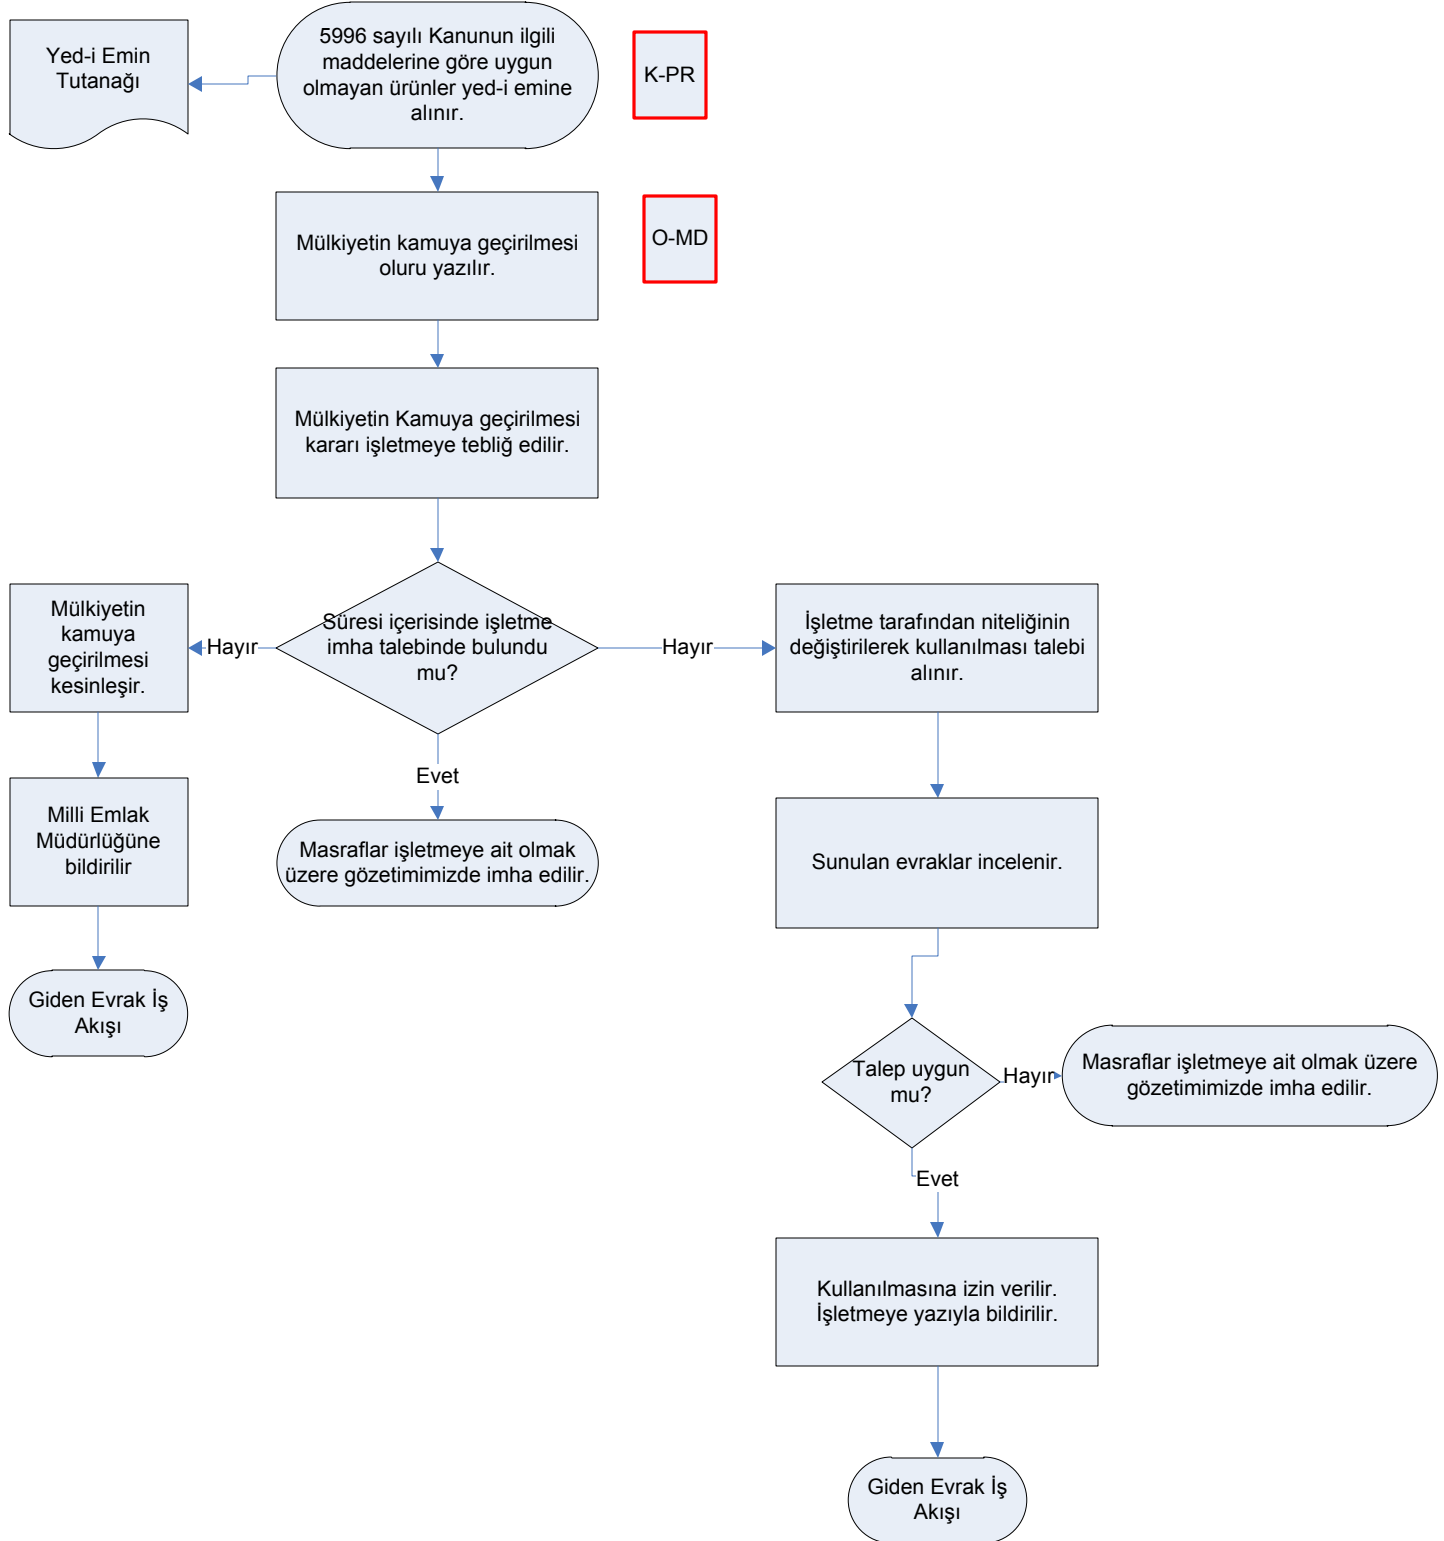 Yed-i Emin
Tutanağı
5996 sayılı Kanunun ilgili
maddelerine göre uygun
olmayan ürünler yed-i emine
alınır.
K-PR
Mülkiyetin kamuya geçirilmesi
oluru yazılır.
O-MD
Mülkiyetin Kamuya geçirilmesi
kararı işletmeye tebliğ edilir.
Mülkiyetin
kamuya
geçirilmesi
kesinleşir.
Hayır
Süresi içerisinde işletme
imha talebinde bulundu
mu?
Hayır
İşletme tarafından niteliğinin
değiştirilerek kullanılması talebi
alınır.
Evet
Milli Emlak
Müdürlüğüne
bildirilir
Masraflar işletmeye ait olmak
üzere gözetimimizde imha edilir.
Sunulan evraklar incelenir.
Giden Evrak İş
Akışı
Talep uygun
mu?
Hayır
Masraflar işletmeye ait olmak üzere
gözetimimizde imha edilir.
Evet
Kullanılmasına izin verilir.
İşletmeye yazıyla bildirilir.
Giden Evrak İş
Akışı